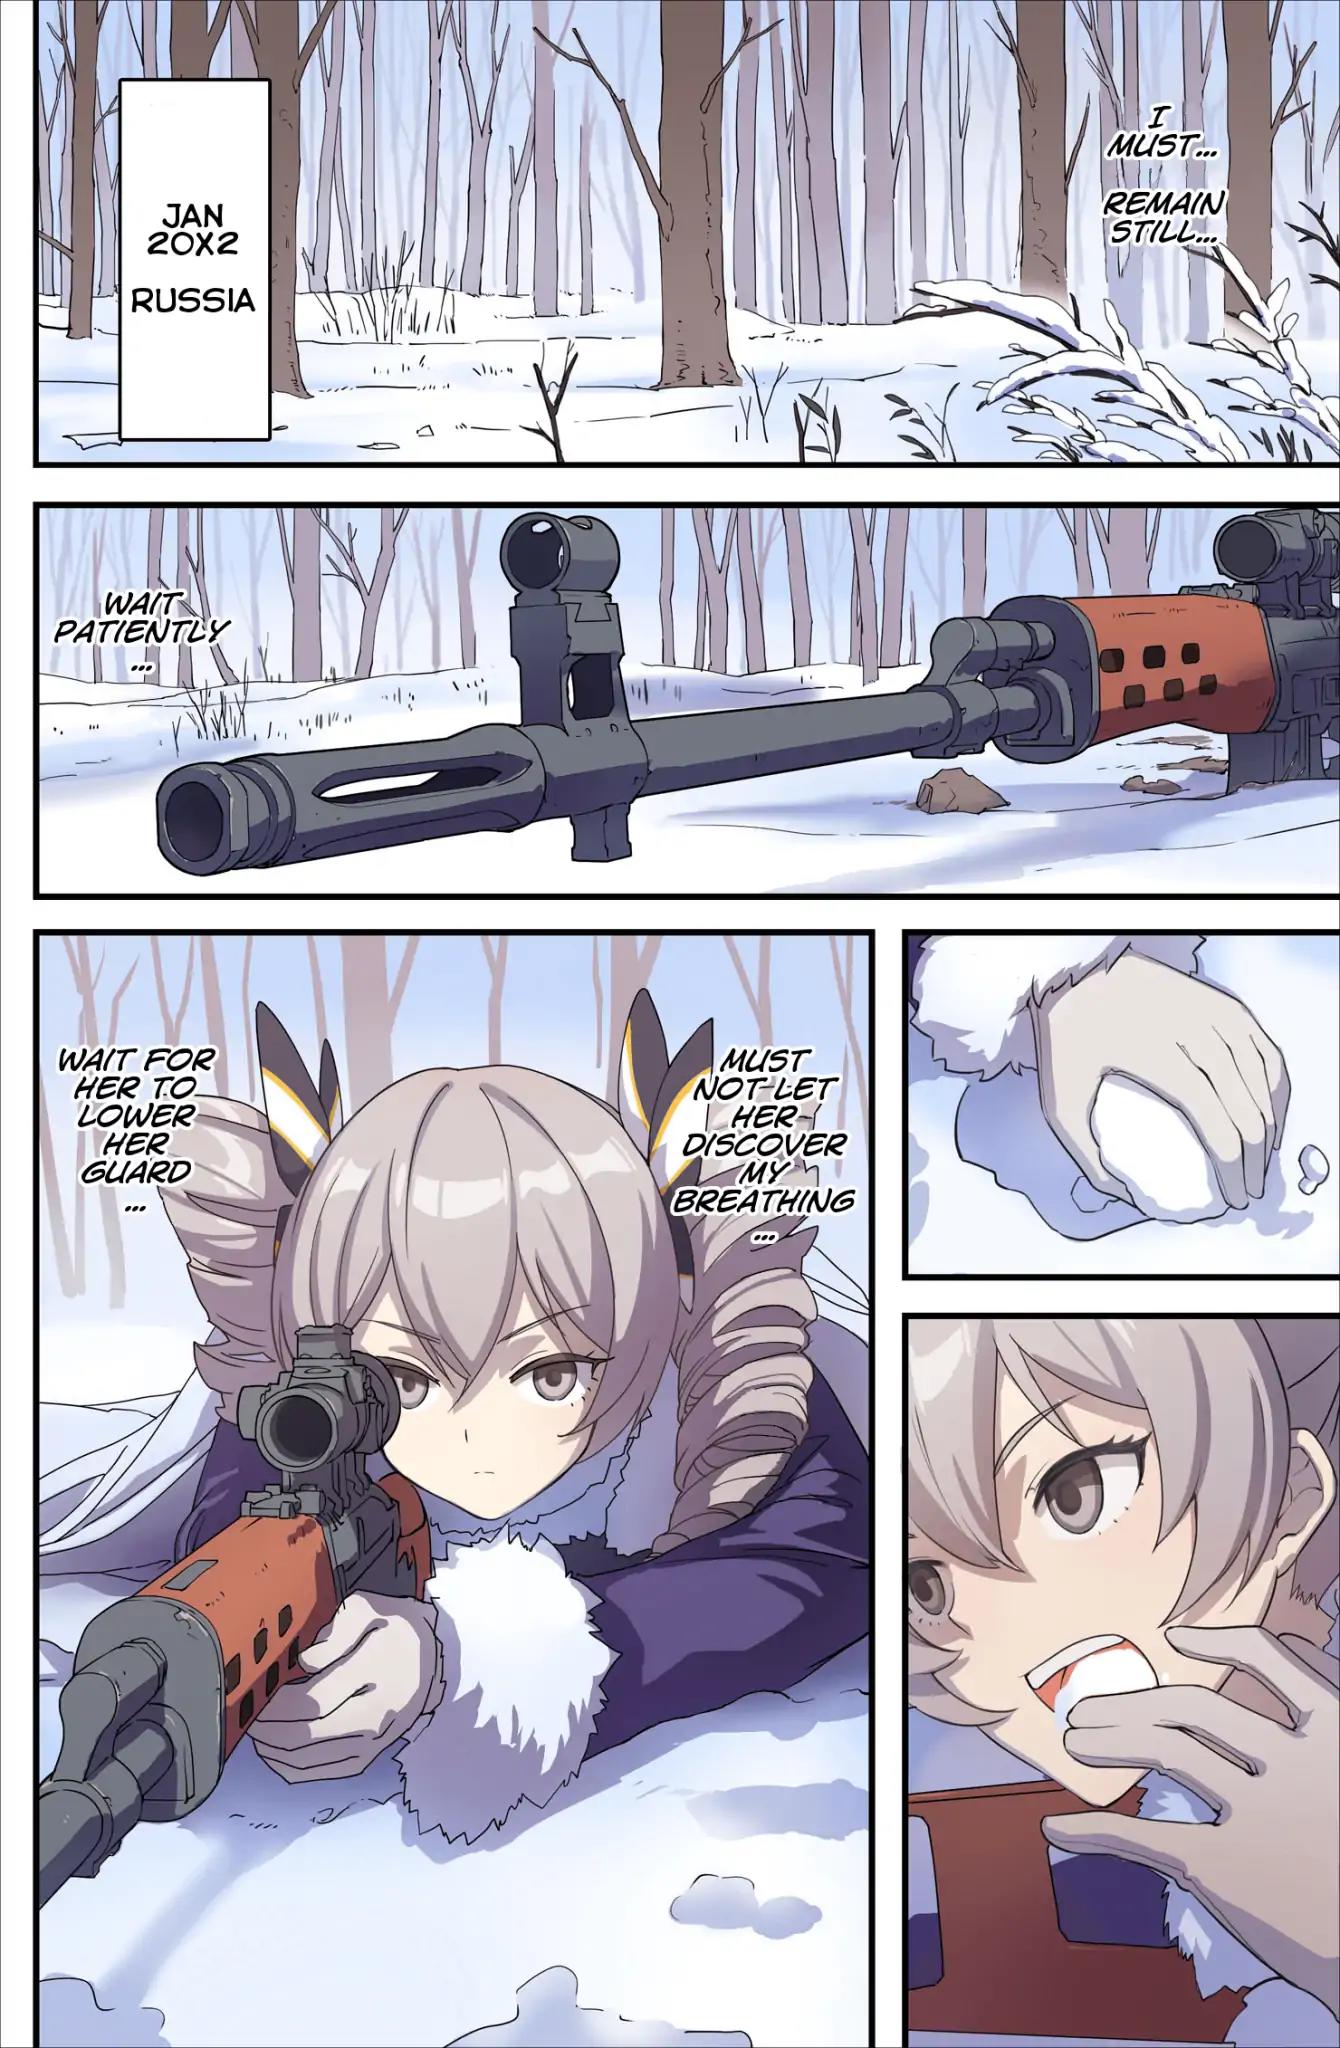 I
MUST...
REMAIN
STILL...
JAN
20X2
RUSSIA
WAIT
PATIENTLY
...
MUST
NOT LET
HER
DISCOVER
MY
BREATHING
...
WAIT FOR
HER TO
LOWER
HER
GUARD
...